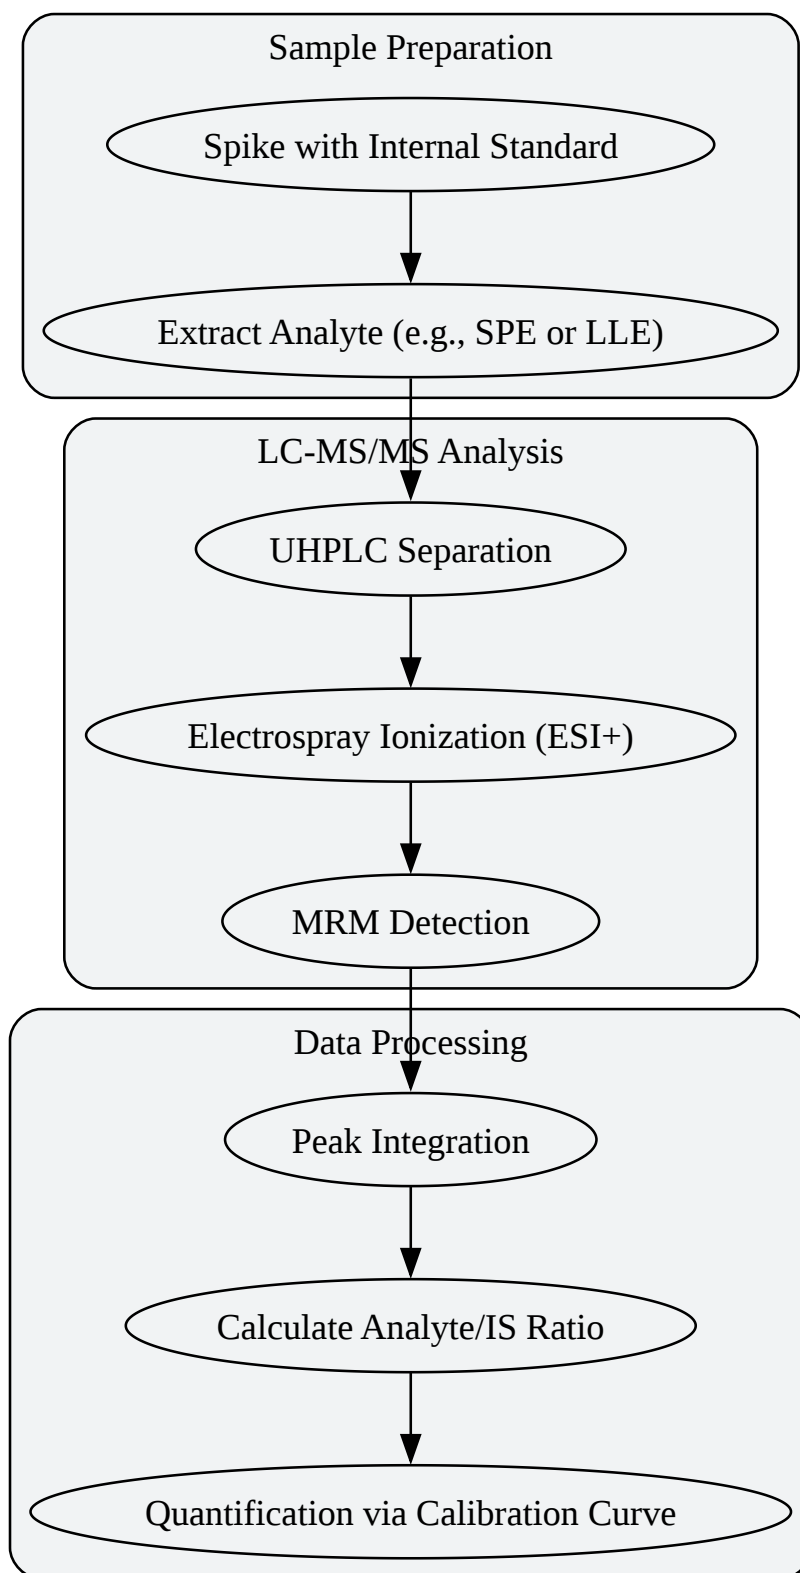 Sample Preparation
Spike with Internal Standard
Extract Analyte (e.g., SPE or LLE)
LC-MS/MS Analysis
UHPLC Separation
Electrospray Ionization (ESI+)
MRM Detection
Data Processing
Peak Integration
Calculate Analyte/IS Ratio
Quantification via Calibration Curve